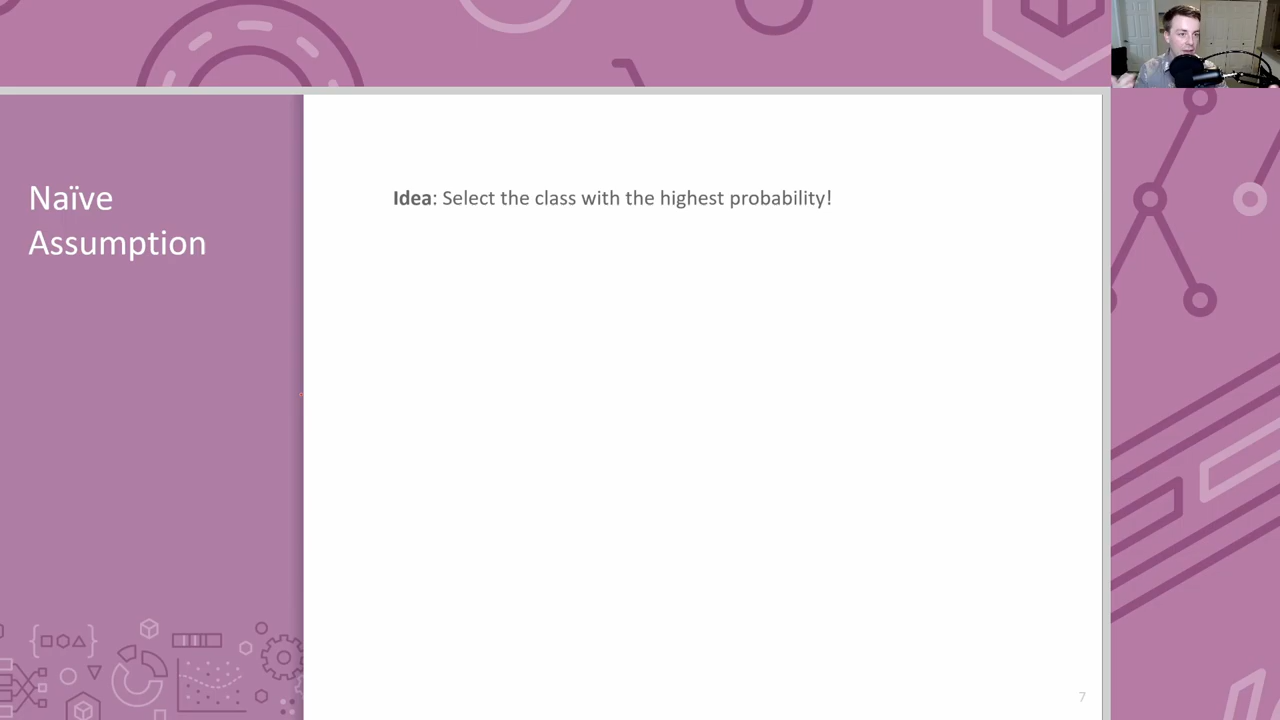 Naïve
Assumption
Idea: Select the class with the highest probability!
7